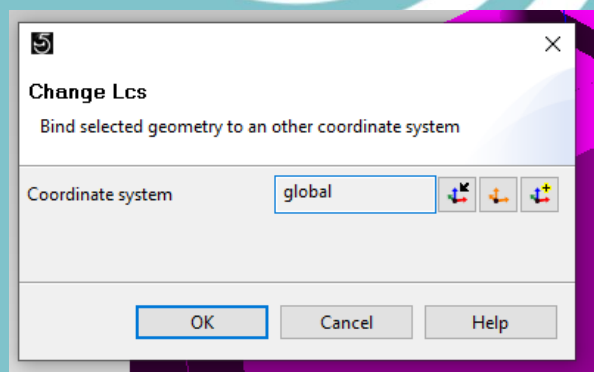 Change Lcs
Bind selected geometry to an other coordinate system
Coordinate system global
OK Cancel Help